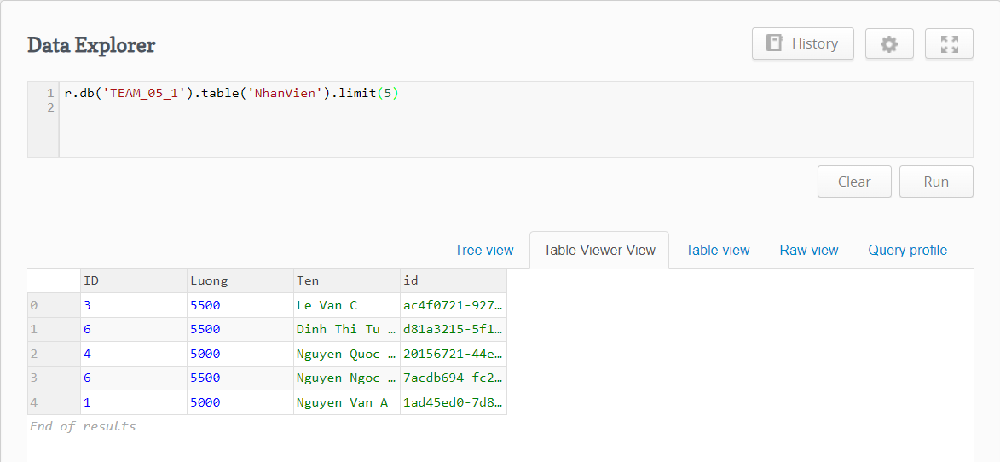 Data Explorer
History
1 r.db('TEAM_05_1').table('NhanVien').limit(5)
2
Clear Run
Tree view Table Viewer View Table view Raw view Query profile
ID Luong Ten id
0 3 5500 Le Van C ac4f0721-927…
1 6 5500 Dinh Thi Tu … d81a3215-5f1…
2 4 5000 Nguyen Quoc … 20156721-44e…
3 6 5500 Nguyen Ngoc … 7acdb694-fc2…
4 1 5000 Nguyen Van A 1ad45ed0-7d8…
End of results